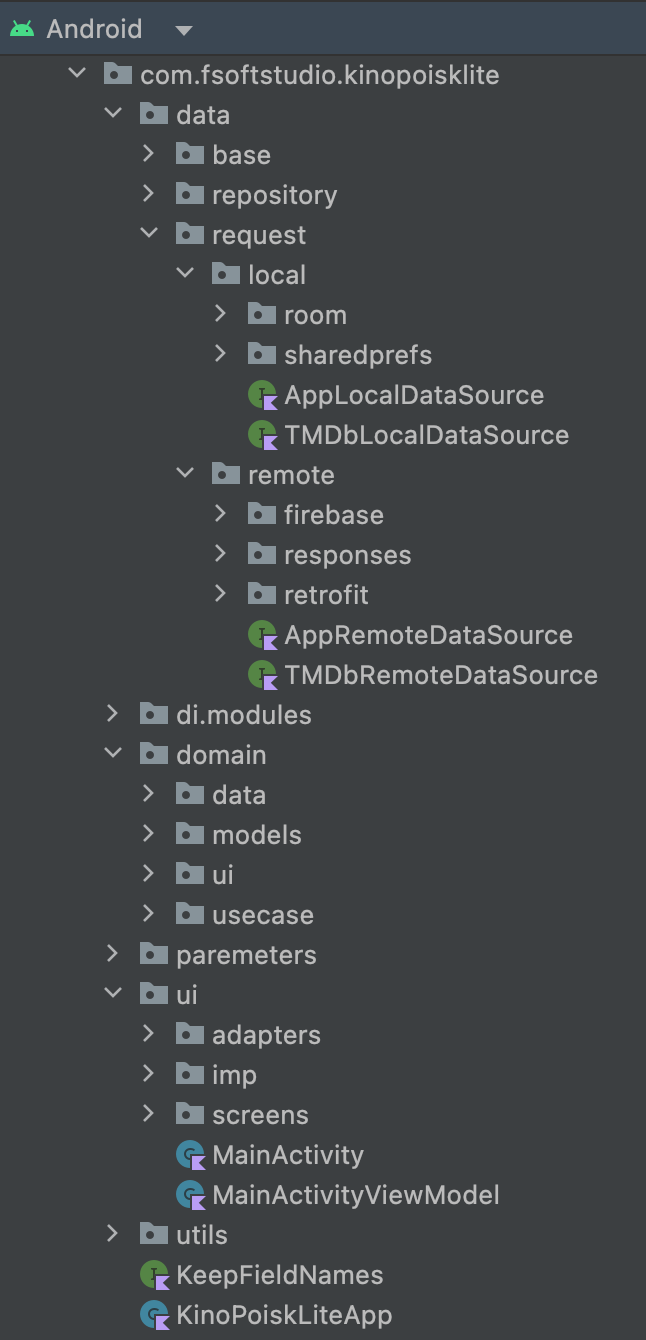 Android
com.fsoftstudio.kinopoisklite
data
base
repository
request
local
room
sharedprefs
AppLocalDataSource
TMDbLocalDataSource
remote
firebase
responses
retrofit
AppRemoteDataSource
TMDbRemoteDataSource
di.modules
domain
data
models
ui
usecase
paremeters
ui
adapters
imp
screens
MainActivity
MainActivityViewModel
utils
KeepFieldNames
KinoPoiskLiteApp